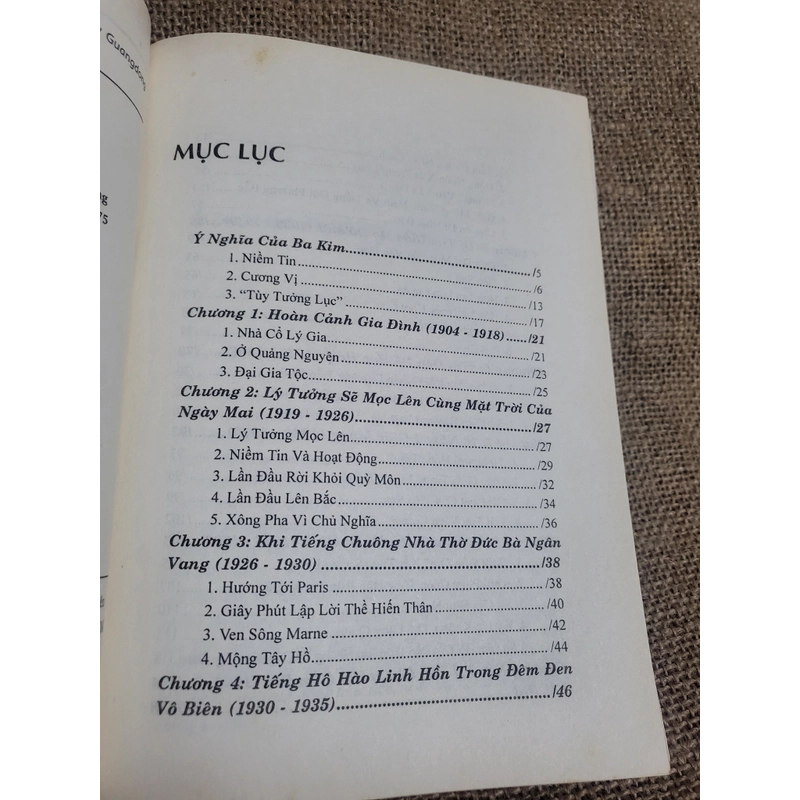 Guangdong
75
MỤC LỤC
Ý Nghĩa Của Ba Kim......../5
1. Niềm Tin......../6
2. Cương Vị......../13
3. “Tùy Tưởng Lục”......../17
Chương 1: Hoàn Cảnh Gia Đình (1904 - 1918)....../21
1. Nhà Cổ Lý Gia......../21
2. Ở Quảng Nguyên......../23
3. Đại Gia Tộc......../25
Chương 2: Lý Tưởng Sẽ Mọc Lên Cùng Mặt Trời Của
Ngày Mai (1919 - 1926)......../27
1. Lý Tưởng Mọc Lên......../27
2. Niềm Tin Và Hoạt Động......../29
3. Lần Đầu Rời Khỏi Quỳ Môn......../32
4. Lần Đầu Lên Bắc......../34
5. Xông Pha Vì Chủ Nghĩa......../36
Chương 3: Khi Tiếng Chuông Nhà Thờ Đức Bà Ngân
Vang (1926 - 1930)......../38
1. Hướng Tới Paris......../38
2. Giây Phút Lập Lời Thề Hiến Thân......../40
3. Ven Sông Marne......../42
4. Mộng Tây Hồ......../44
Chương 4: Tiếng Hô Hào Linh Hồn Trong Đêm Đen
Vô Biên (1930 - 1935)......../46